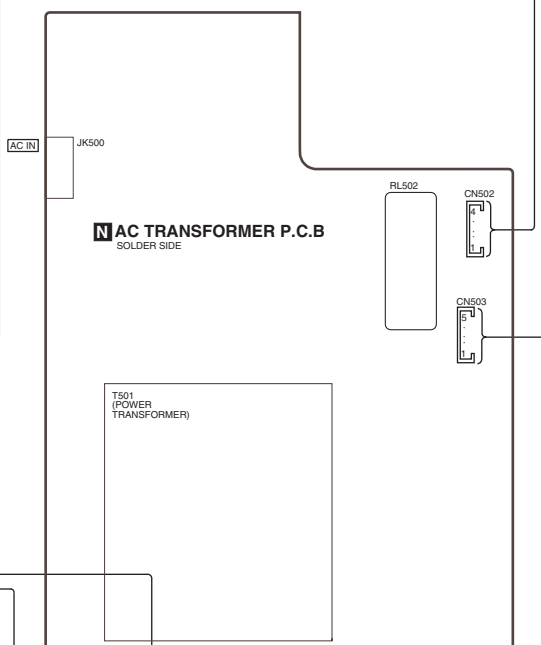 AC IN
JK500
N AC TRANSFORMER P.C.B
SOLDER SIDE
RL502
CN502
4
1
CN503
5
1
T501
(POWER
TRANSFORMER)